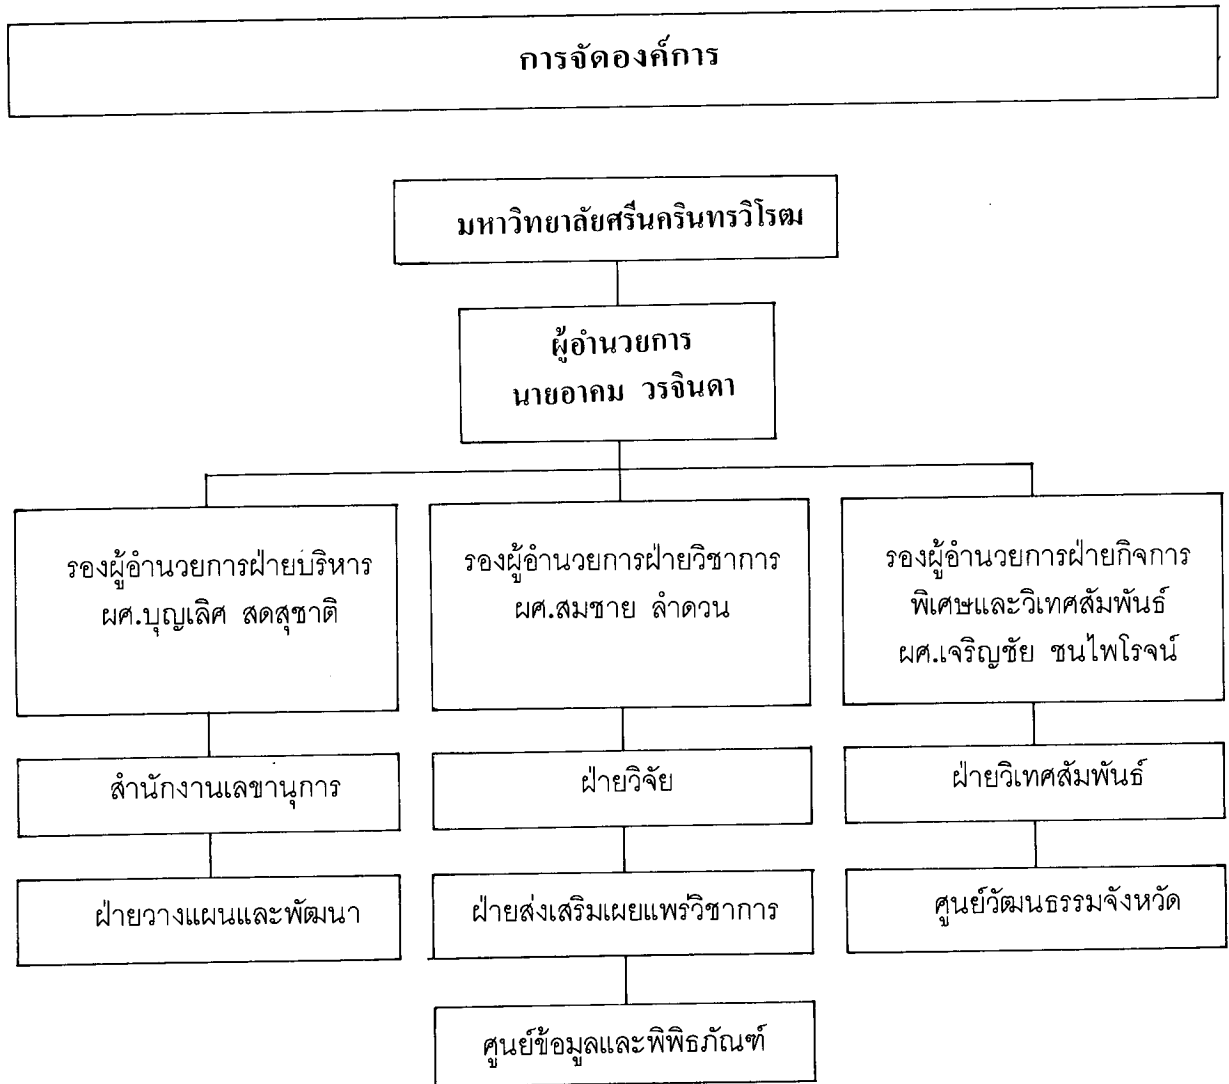 การจัดองค์การ
มหาวิทยาลัยศรีนครินทรวิโรฒ
ผู้อำนวยการ
นายอาคม วรจินดา
รองผู้อำนวยการฝ่ายบริหาร
ผศ.บุญเลิศ สดสุชาติ
รองผู้อำนวยการฝ่ายวิชาการ
ผศ.สมชาย ลำดวน
รองผู้อำนวยการฝ่ายกิจการ
พิเศษและวิเทศสัมพันธ์
ผศ.เจริญชัย ชนไพโรจน์
สำนักงานเลขานุการ
ฝ่ายวิจัย
ฝ่ายวิเทศสัมพันธ์
ฝ่ายวางแผนและพัฒนา
ฝ่ายส่งเสริมเผยแพร่วิชาการ
ศูนย์วัฒนธรรมจังหวัด
ศูนย์ข้อมูลและพิพิธภัณฑ์